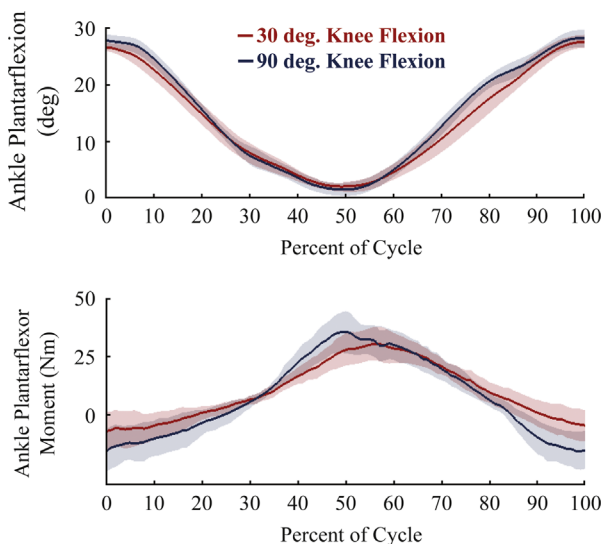 30
20
10
0
Ankle Plantarflexion
(deg)
30 deg. Knee Flexion
90 deg. Knee Flexion
0 10 20 30 40 50 60 70 80 90 100
Percent of Cycle
50
25
0
Ankle Plantarflexor
Moment (Nm)
0 10 20 30 40 50 60 70 80 90 100
Percent of Cycle